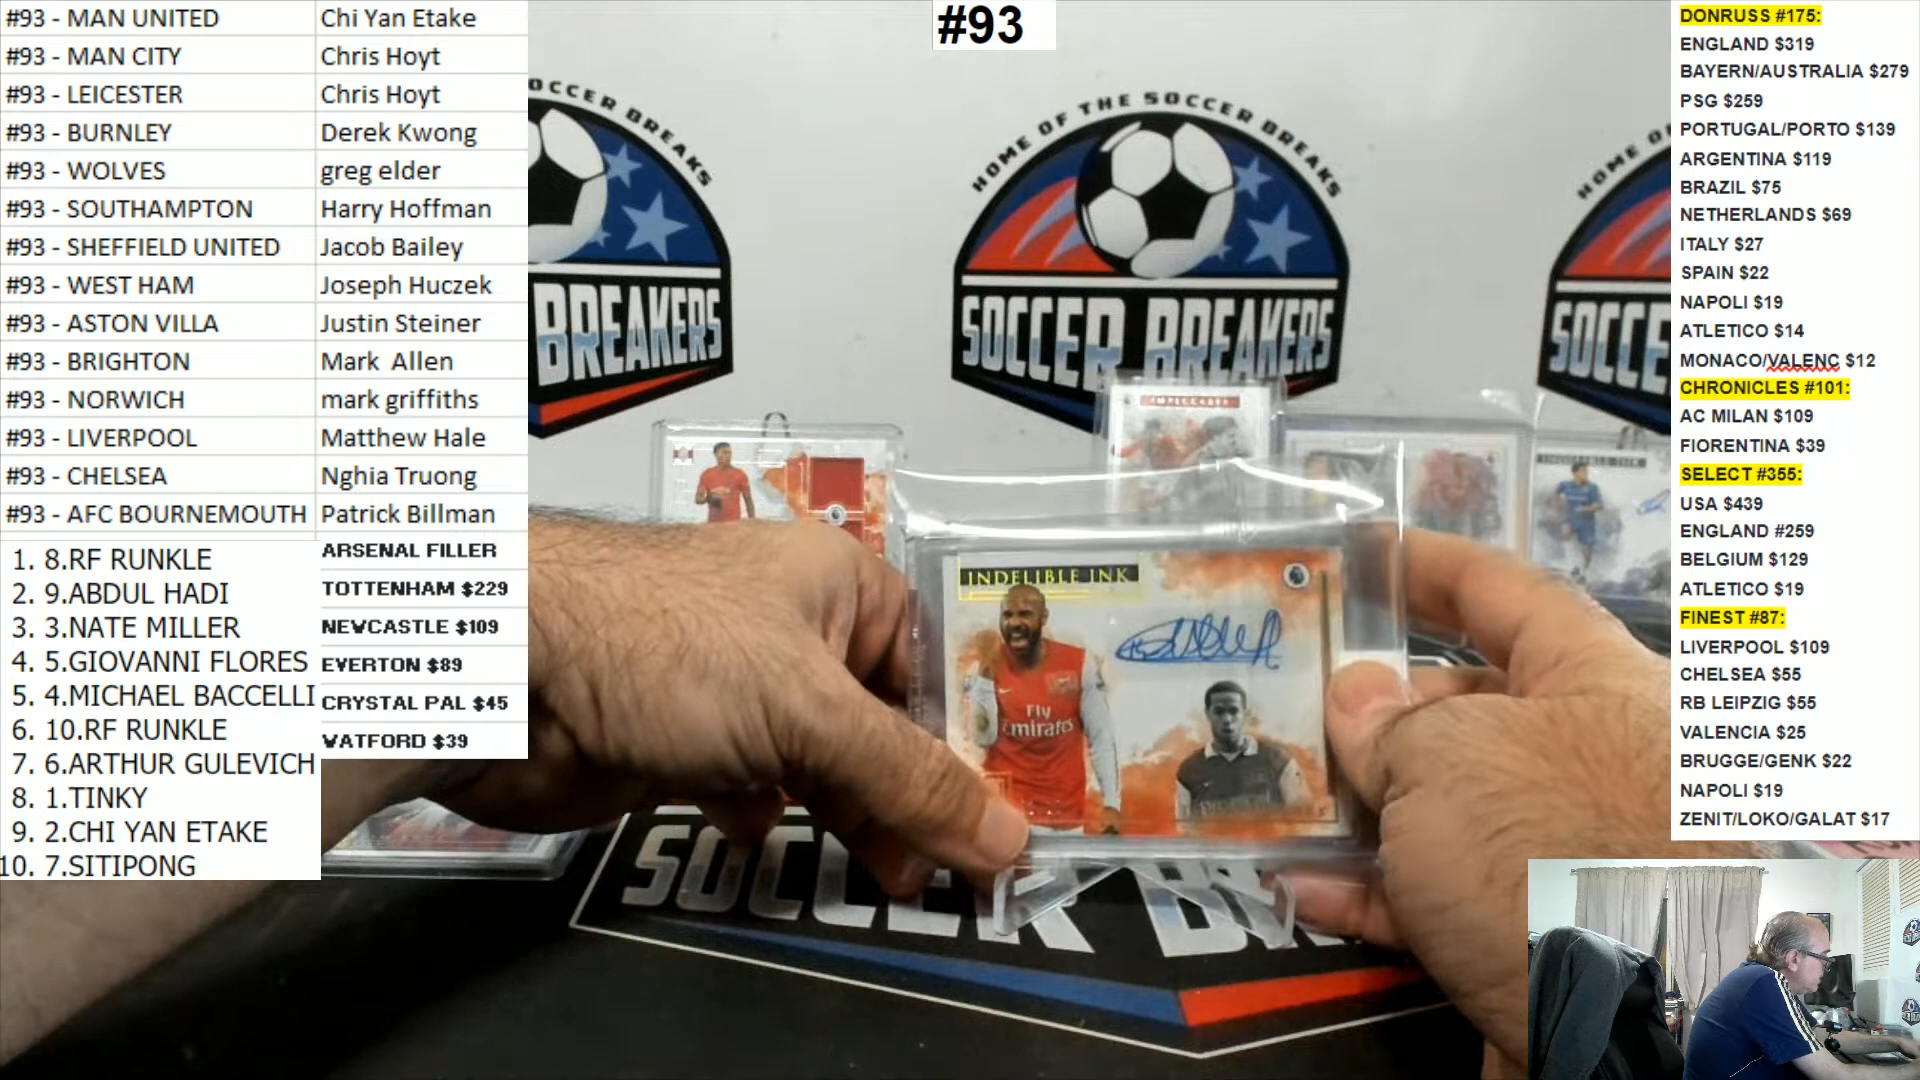 #93 - MAN UNITED Chi Yan Etake
#93 - MAN CITY Chris Hoyt
#93 - LEICESTER Chris Hoyt
#93 - BURNLEY Derek Kwong
#93 - WOLVES greg elder
#93 - SOUTHAMPTON Harry Hoffman
#93 - SHEFFIELD UNITED Jacob Bailey
#93 - WEST HAM Joseph Huczek
#93 - ASTON VILLA Justin Steiner
#93 - BRIGHTON Mark Allen
#93 - NORWICH mark griffiths
#93 - LIVERPOOL Matthew Hale
#93 - CHELSEA Nghia Truong
#93 - AFC BOURNEMOUTH Patrick Billman
1. 8.RF RUNKLE
2. 9.ABDUL HADI
3. 3.NATE MILLER
4. 5.GIOVANNI FLORES
5. 4.MICHAEL BACCELLI
6. 10.RF RUNKLE
7. 6.ARTHUR GULEVICH
8. 1.TINKY
9. 2.CHI YAN ETAKE
10. 7.SITIPONG
ARSENAL FILLER
TOTTENHAM $229
NEWCASTLE $109
EVERTON $89
CRYSTAL PAL $45
WATFORD $39
#93
OCCER BREAKS
BREAKERS
HOME OF THE SOCCER BREAKS
SOCCER BREAKERS
HOME O
SOCCE
IMPECCABLE
INDELIBLE INK
INDELIBLE INK
Fly
Emirates
SOCCER BR
DONRUSS #175:
ENGLAND $319
BAYERN/AUSTRALIA $279
PSG $259
PORTUGAL/PORTO $139
ARGENTINA $119
BRAZIL $75
NETHERLANDS $69
ITALY $27
SPAIN $22
NAPOLI $19
ATLETICO $14
MONACO/VALENC $12
CHRONICLES #101:
AC MILAN $109
FIORENTINA $39
SELECT #355:
USA $439
ENGLAND #259
BELGIUM $129
ATLETICO $19
FINEST #87:
LIVERPOOL $109
CHELSEA $55
RB LEIPZIG $55
VALENCIA $25
BRUGGE/GENK $22
NAPOLI $19
ZENIT/LOKO/GALAT $17